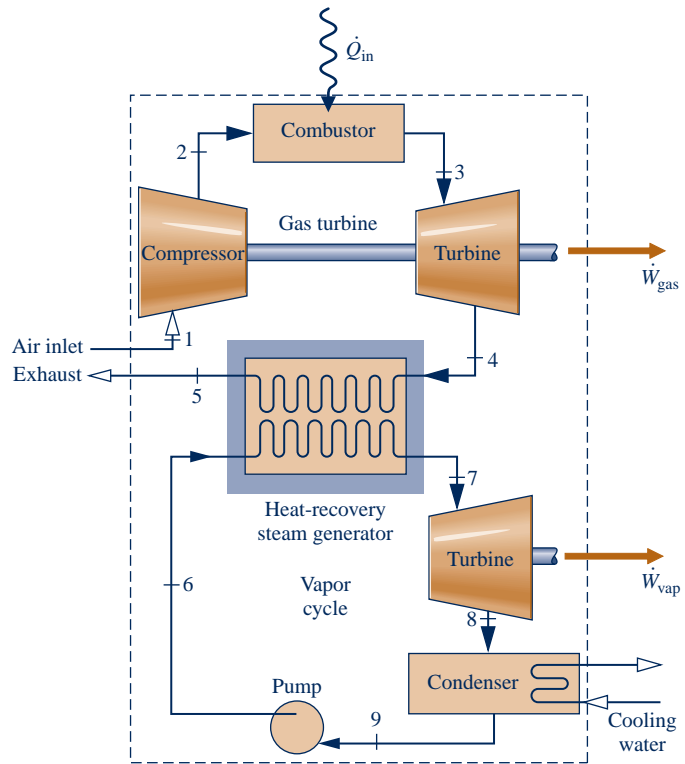 Q̇in
Combustor
2
3
Gas turbine
Compressor
Turbine
Ẇgas
1
Air inlet
4
Exhaust
5
7
Heat-recovery
steam generator
Turbine
6
Vapor
cycle
Ẇvap
8
Condenser
Pump
9
Cooling
water